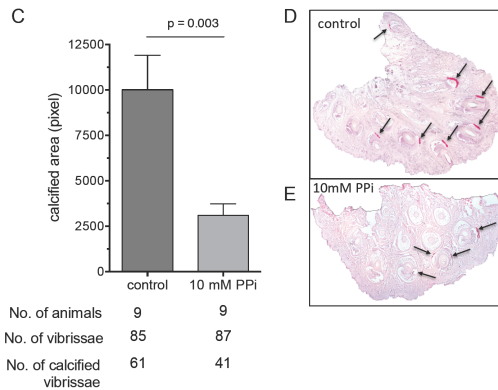 C
p = 0.003
calcified area (pixel)
12500
10000
7500
5000
2500
0
control
10 mM PPi
No. of animals
9
9
No. of vibrissae
85
87
No. of calcified
vibrissae
61
41
D
control
E
10mM PPi